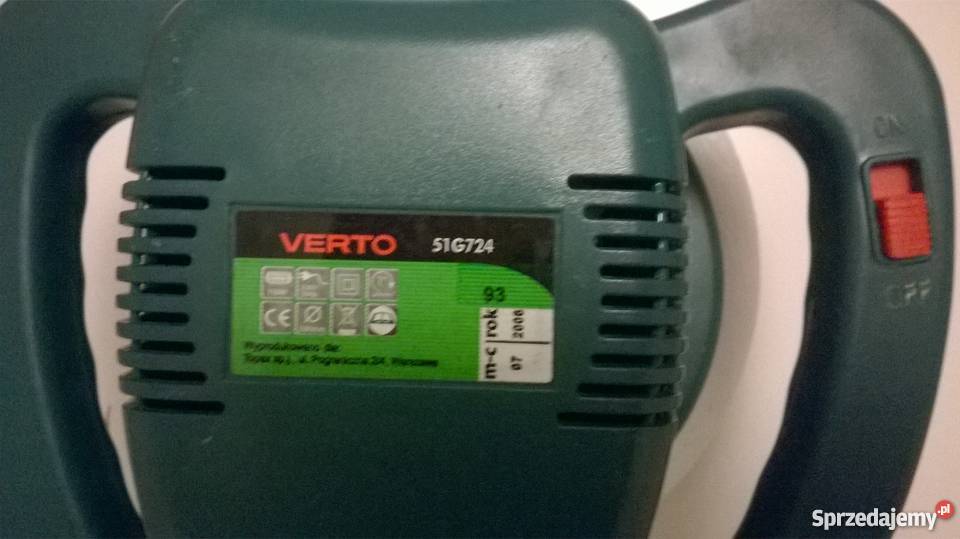 VERTO 51G724
93
rok 2006
m-c 07
CE
Wyprodukowano dla:
Topex sp.j., ul. Pograniczna 2/4, Warszawa
ON
OFF
Sprzedajemy.pl